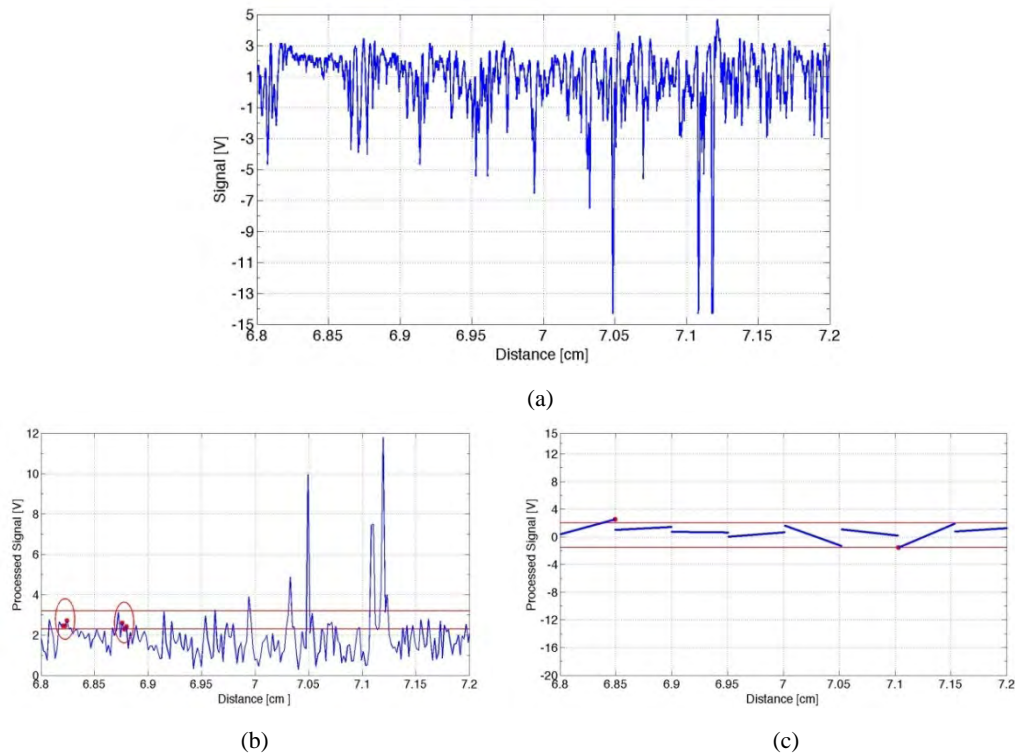 5
3
1
-1
-3
-5
-7
-9
-11
-13
-15
Signal [V]
6.8 6.85 6.9 6.95 7 7.05 7.1 7.15 7.2
Distance [cm]
(a)
12
10
8
6
4
2
0
Processed Signal [V]
6.8 6.85 6.9 6.95 7 7.05 7.1 7.15 7.2
Distance [cm ]
(b)
15
12
8
4
0
-4
-8
-12
-16
-20
Processed Signal [V]
6.8 6.85 6.9 6.95 7 7.05 7.1 7.15 7.2
Distance [cm]
(c)